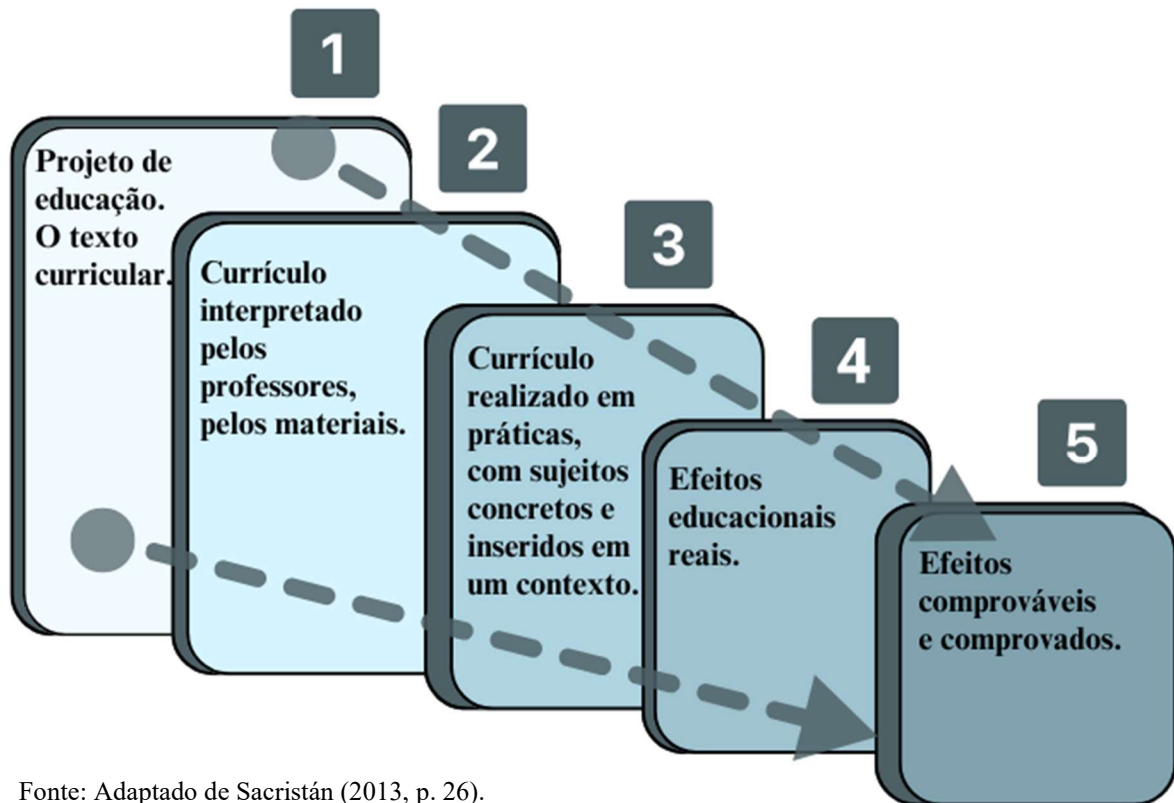 1
Projeto de
educação.
O texto
curricular.
2
Currículo
interpretado
pelos
professores,
pelos materiais.
3
Currículo
realizado em
práticas,
com sujeitos
concretos e
inseridos em
um contexto.
4
Efeitos
educacionais
reais.
5
Efeitos
comprováveis
e comprovados.
Fonte: Adaptado de Sacristán (2013, p. 26).